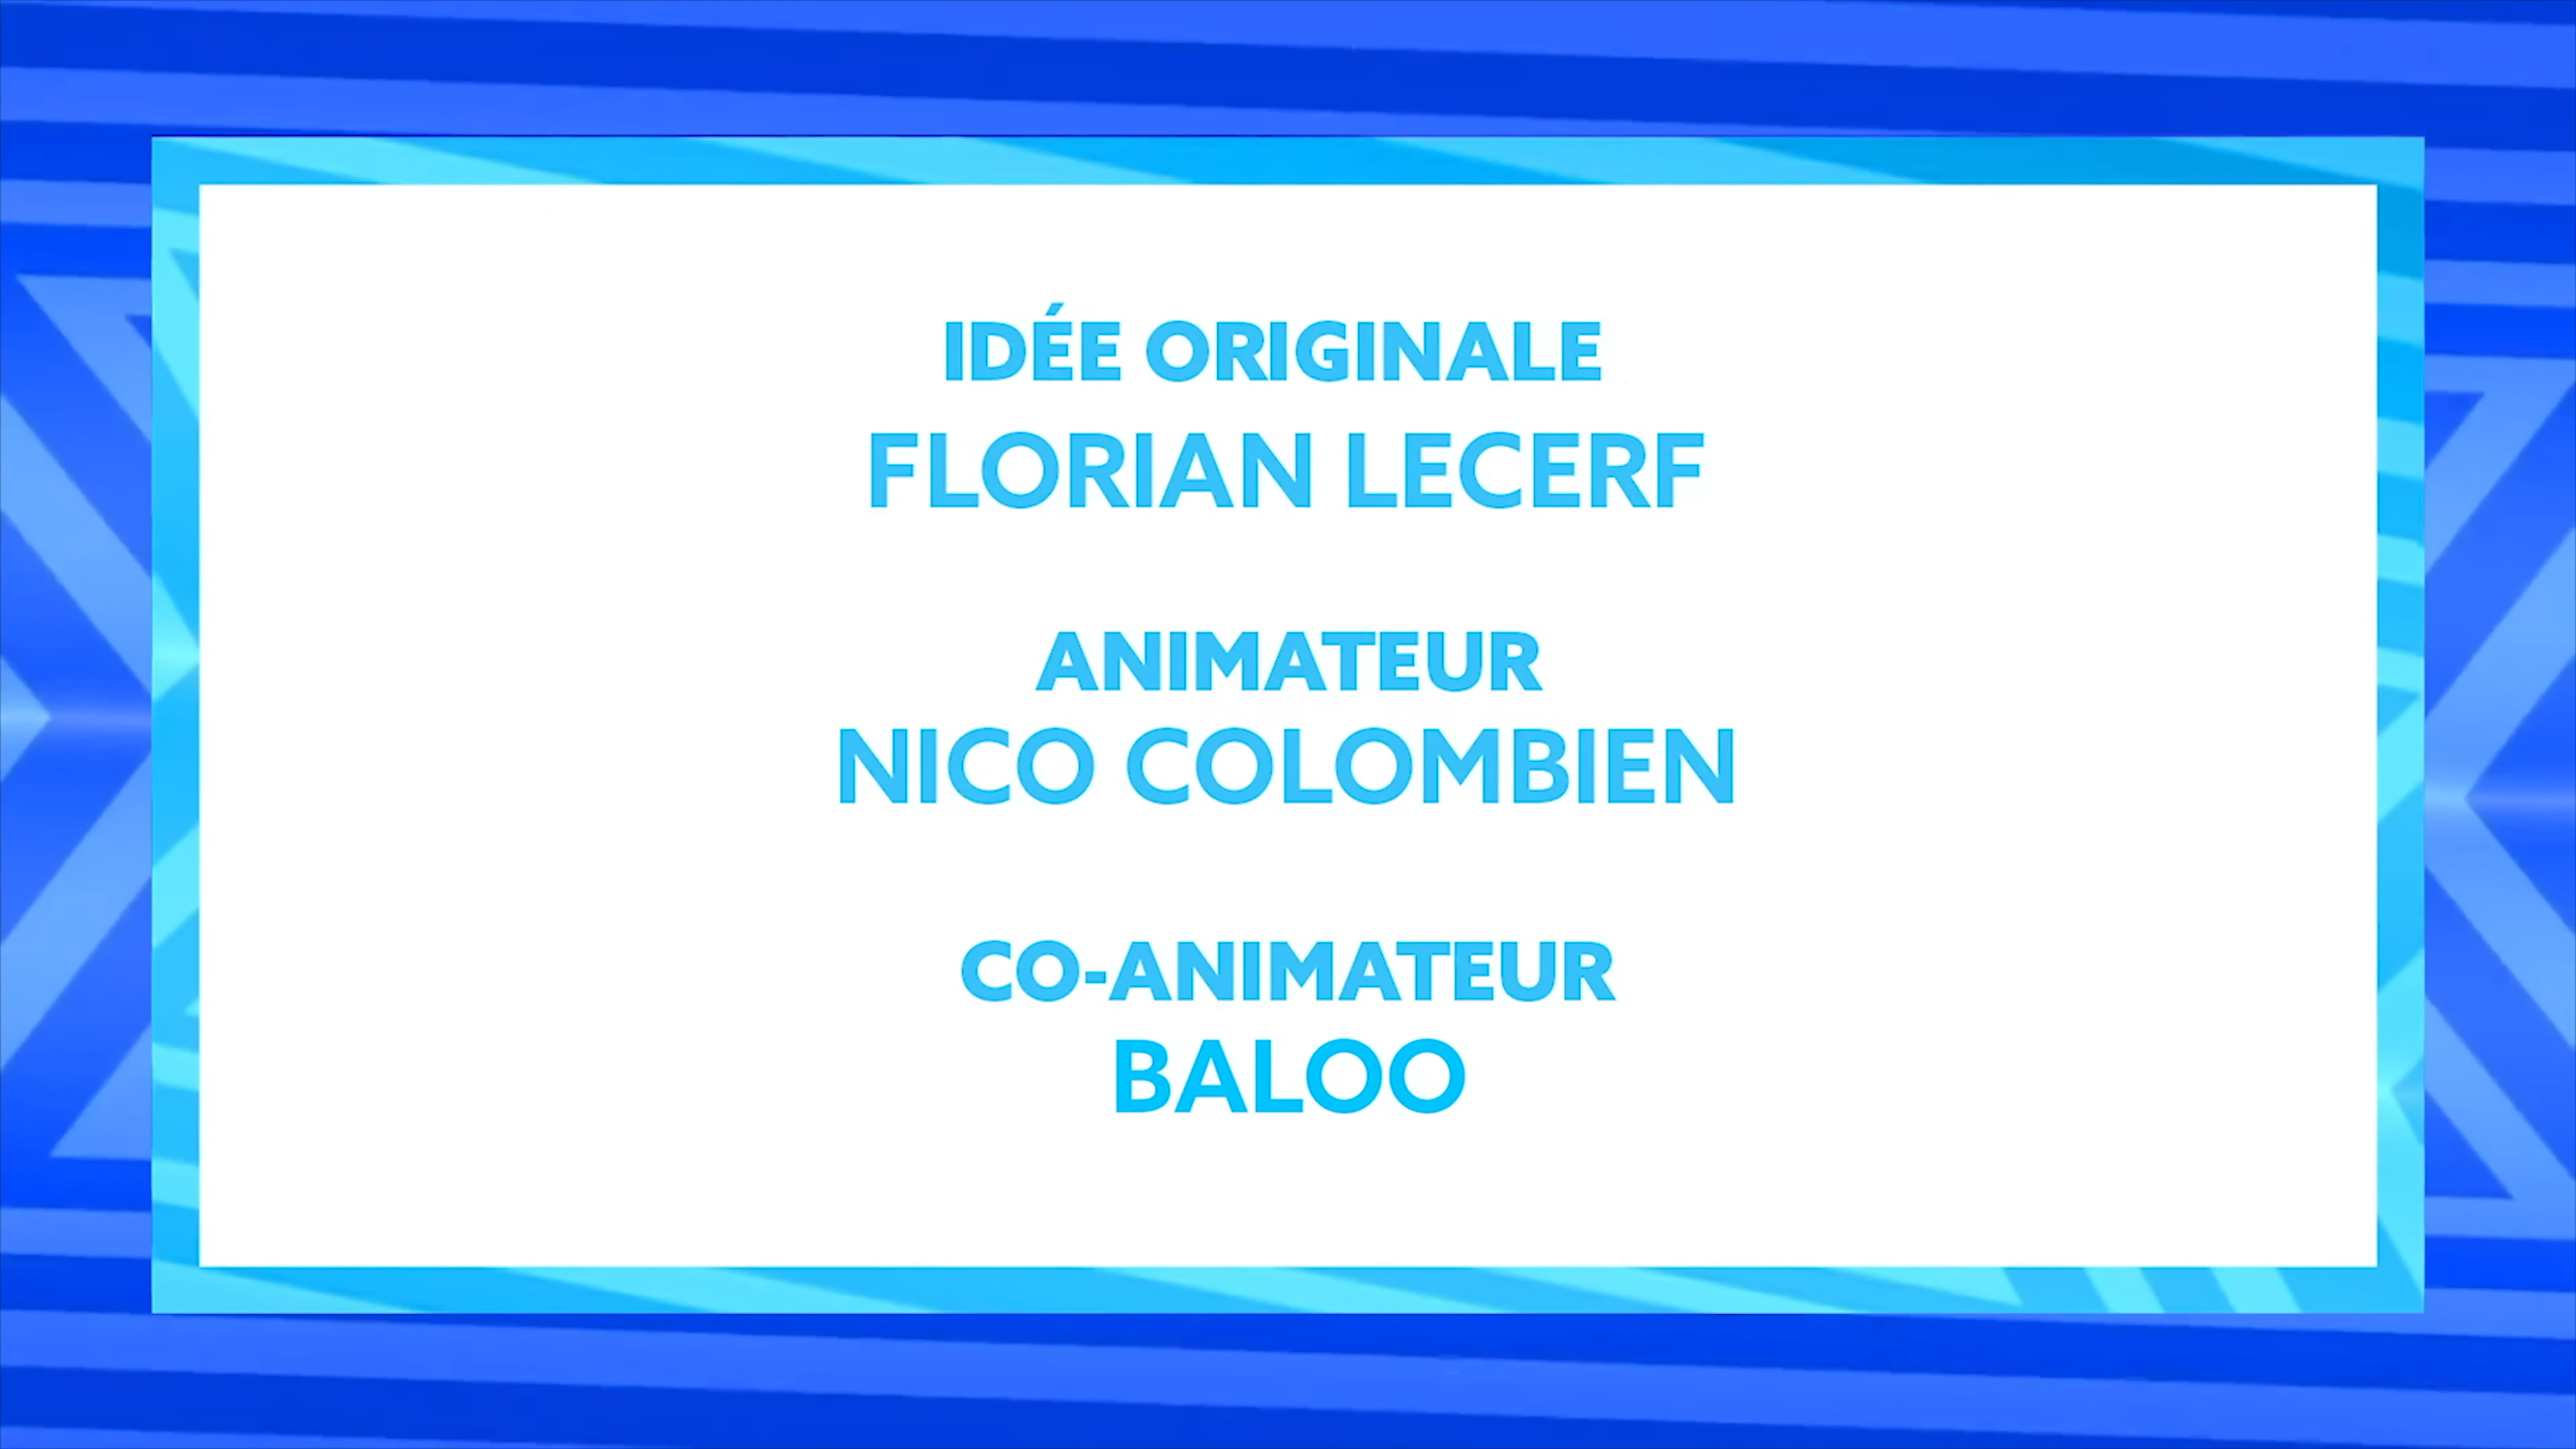 IDÉE ORIGINALE
FLORIAN LECERF
ANIMATEUR
NICO COLOMBIEN
CO-ANIMATEUR
BALOO